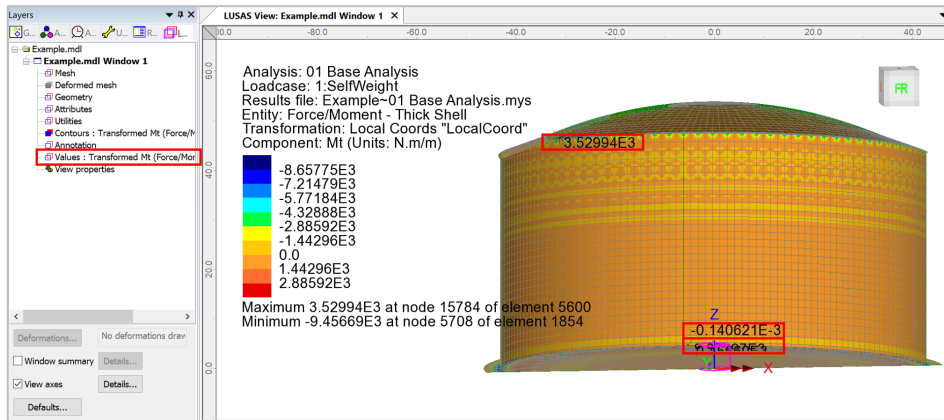 Layers
LUSAS View: Example.mdl Window 1
G... A... A... U... R... L...
Example.mdl
Example.mdl Window 1
Mesh
Deformed mesh
Geometry
Attributes
Utilities
Contours : Transformed Mt (Force/M
Annotation
Values : Transformed Mt (Force/Mor
View properties
Deformations...
No deformations drav
Window summary
Details...
View axes
Details...
Defaults...
00.0 -80.0 -60.0 -40.0 -20.0 0.0 20.0 40.0
60.0
40.0
20.0
0.0
Analysis: 01 Base Analysis
Loadcase: 1:SelfWeight
Results file: Example~01 Base Analysis.mys
Entity: Force/Moment - Thick Shell
Transformation: Local Coords "LocalCoord"
Component: Mt (Units: N.m/m)
-8.65775E3
-7.21479E3
-5.77184E3
-4.32888E3
-2.88592E3
-1.44296E3
0.0
1.44296E3
2.88592E3
Maximum 3.52994E3 at node 15784 of element 5600
Minimum -9.45669E3 at node 5708 of element 1854
3.52994E3
FR
Z
-0.140621E-3
Y
X